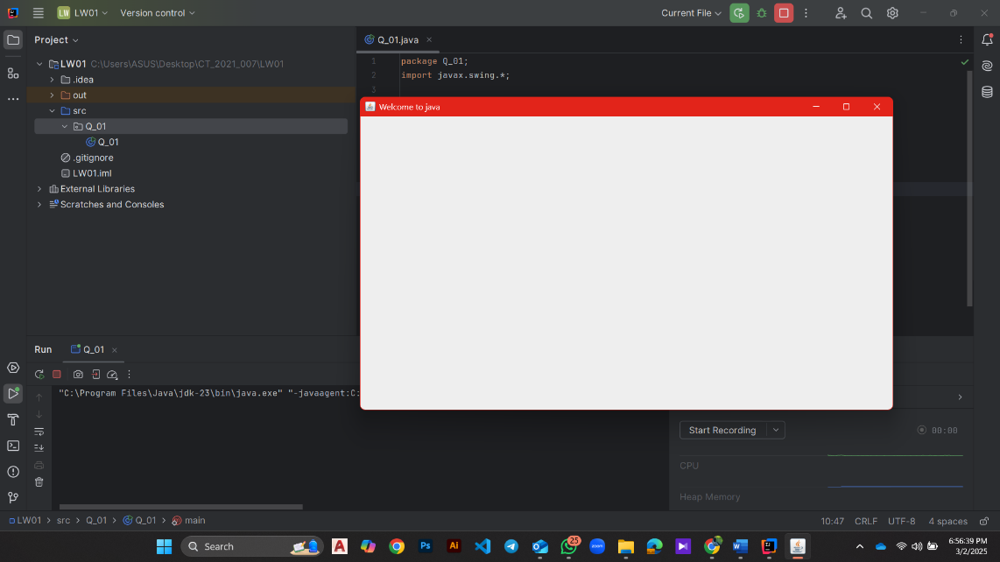 LW LW01 Version control Current File
Project
Q_01.java
LW01 C:\Users\ASUS\Desktop\CT_2021_007\LW01
.idea
out
src
Q_01
Q_01
.gitignore
LW01.iml
External Libraries
Scratches and Consoles
1 package Q_01;
2 import javax.swing.*;
3
Welcome to java
Run Q_01
"C:\Program Files\Java\jdk-23\bin\java.exe" "-javaagent:C:
Start Recording 00:00
CPU
Heap Memory
LW01 > src > Q_01 > Q_01 > main 10:47 CRLF UTF-8 4 spaces
Search
A Ps Ai 25 zoom W
6:56:39 PM
3/2/2025